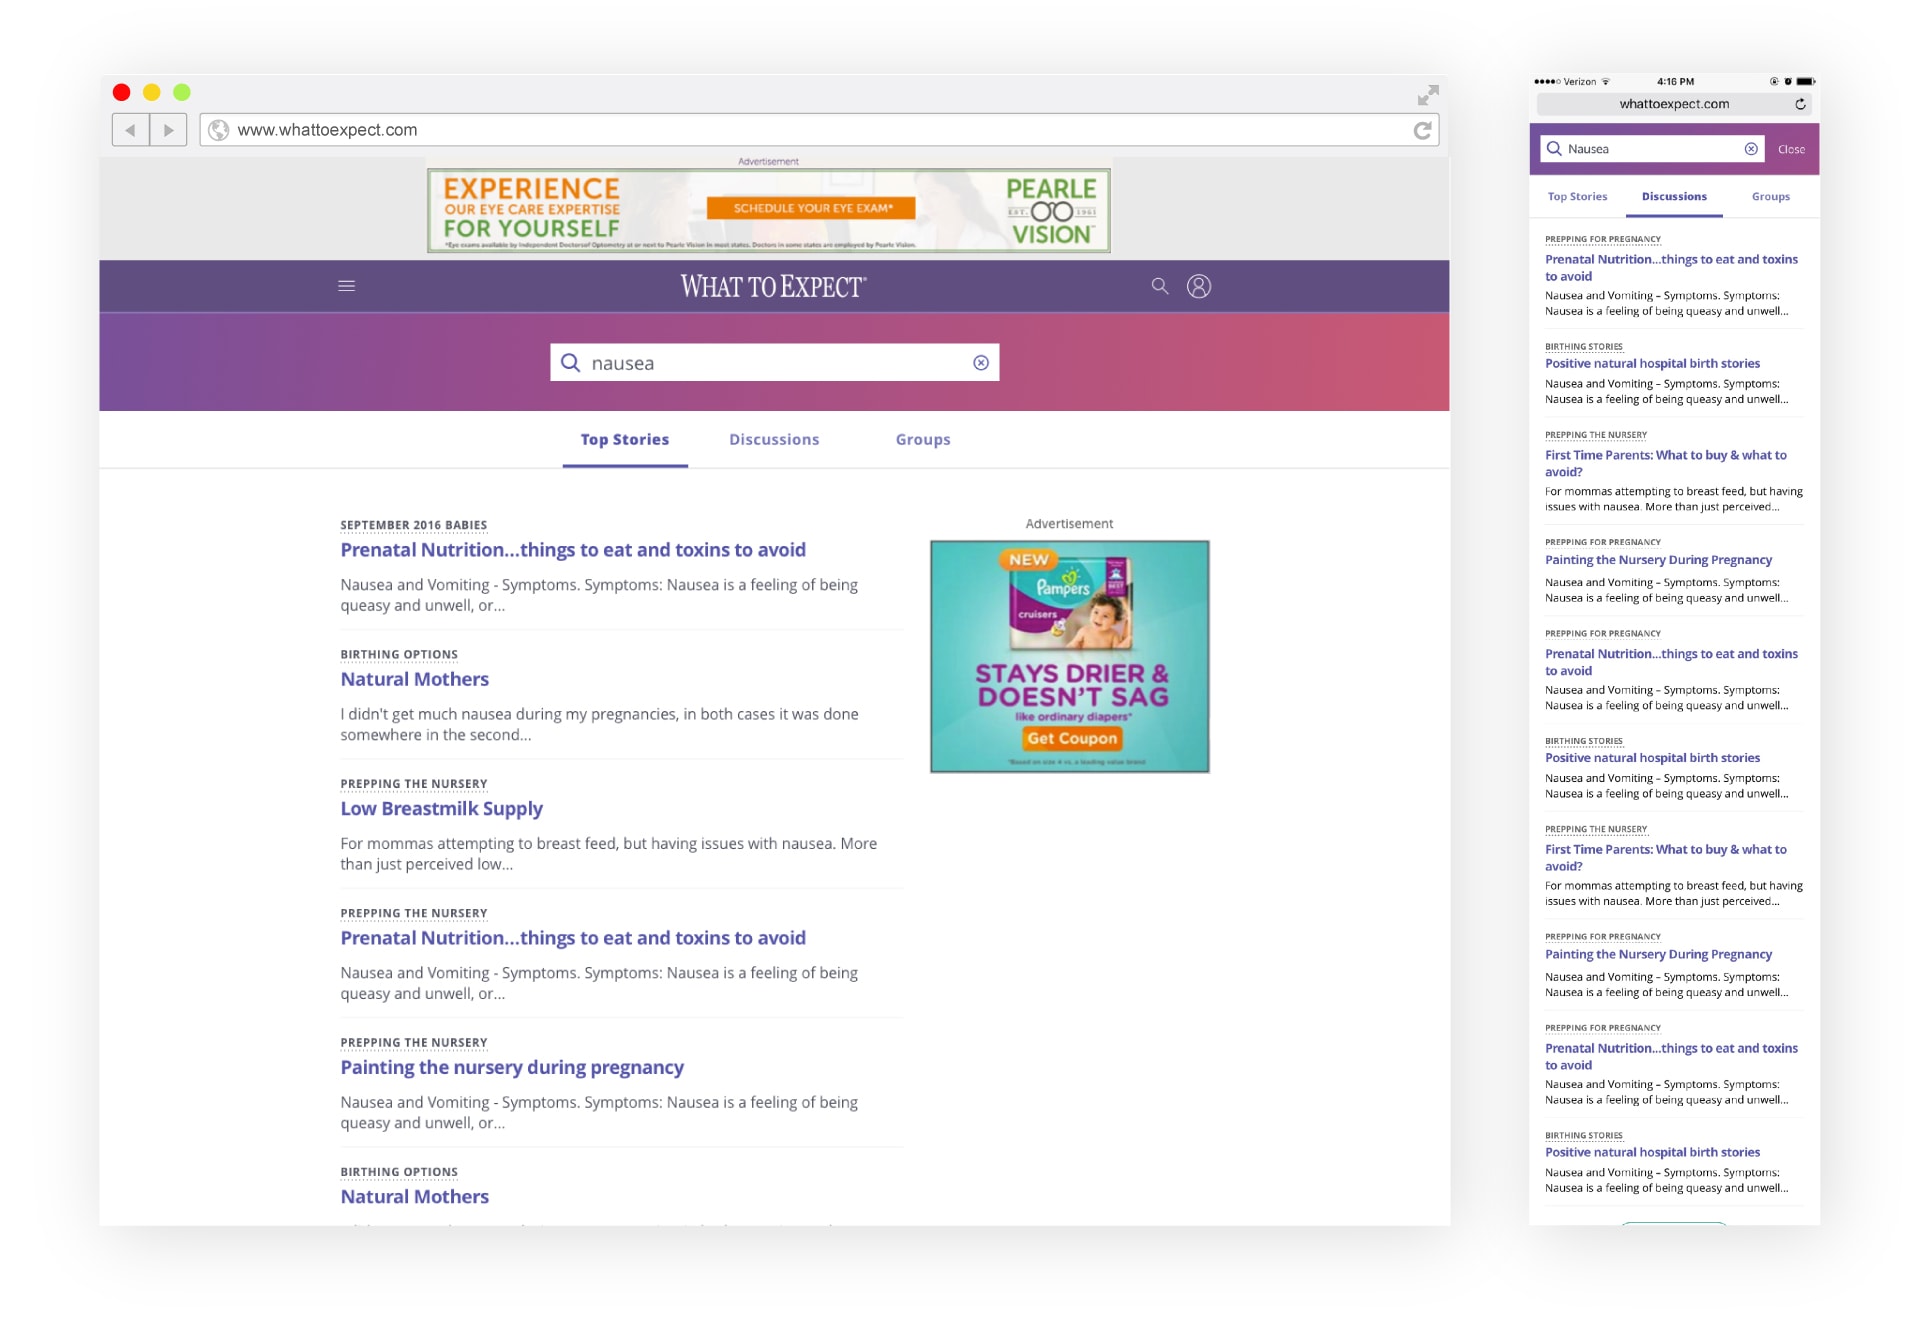 www.whattoexpect.com
Advertisement
EXPERIENCE
OUR EYE CARE EXPERTISE
FOR YOURSELF
*Eye exams available by Independent Doctors of Optometry at or next to Pearle Vision in most states. Doctors in some states are employed by Pearle Vision.
SCHEDULE YOUR EYE EXAM*
PEARLE
EST. 1961
VISION
WHAT TO EXPECT
nausea
Top Stories Discussions Groups
SEPTEMBER 2016 BABIES
Prenatal Nutrition...things to eat and toxins to avoid
Nausea and Vomiting - Symptoms. Symptoms: Nausea is a feeling of being
queasy and unwell, or...
BIRTHING OPTIONS
Natural Mothers
I didn't get much nausea during my pregnancies, in both cases it was done
somewhere in the second...
PREPPING THE NURSERY
Low Breastmilk Supply
For mommas attempting to breast feed, but having issues with nausea. More
than just perceived low...
PREPPING THE NURSERY
Prenatal Nutrition...things to eat and toxins to avoid
Nausea and Vomiting - Symptoms. Symptoms: Nausea is a feeling of being
queasy and unwell, or...
PREPPING THE NURSERY
Painting the nursery during pregnancy
Nausea and Vomiting - Symptoms. Symptoms: Nausea is a feeling of being
queasy and unwell, or...
BIRTHING OPTIONS
Natural Mothers
Advertisement
NEW
Pampers
cruisers
STAYS DRIER &
DOESN'T SAG
like ordinary diapers*
Get Coupon
*Based on size 4 vs. a leading value brand
Verizon 4:16 PM
whattoexpect.com
Nausea Close
Top Stories Discussions Groups
PREPPING FOR PREGNANCY
Prenatal Nutrition...things to eat and toxins
to avoid
Nausea and Vomiting – Symptoms. Symptoms:
Nausea is a feeling of being queasy and unwell...
BIRTHING STORIES
Positive natural hospital birth stories
Nausea and Vomiting – Symptoms. Symptoms:
Nausea is a feeling of being queasy and unwell...
PREPPING THE NURSERY
First Time Parents: What to buy & what to
avoid?
For mommas attempting to breast feed, but having
issues with nausea. More than just perceived...
PREPPING FOR PREGNANCY
Painting the Nursery During Pregnancy
Nausea and Vomiting – Symptoms. Symptoms:
Nausea is a feeling of being queasy and unwell...
PREPPING FOR PREGNANCY
Prenatal Nutrition...things to eat and toxins
to avoid
Nausea and Vomiting – Symptoms. Symptoms:
Nausea is a feeling of being queasy and unwell...
BIRTHING STORIES
Positive natural hospital birth stories
Nausea and Vomiting – Symptoms. Symptoms:
Nausea is a feeling of being queasy and unwell...
PREPPING THE NURSERY
First Time Parents: What to buy & what to
avoid?
For mommas attempting to breast feed, but having
issues with nausea. More than just perceived...
PREPPING FOR PREGNANCY
Painting the Nursery During Pregnancy
Nausea and Vomiting – Symptoms. Symptoms:
Nausea is a feeling of being queasy and unwell...
PREPPING FOR PREGNANCY
Prenatal Nutrition...things to eat and toxins
to avoid
Nausea and Vomiting – Symptoms. Symptoms:
Nausea is a feeling of being queasy and unwell...
BIRTHING STORIES
Positive natural hospital birth stories
Nausea and Vomiting – Symptoms. Symptoms:
Nausea is a feeling of being queasy and unwell...